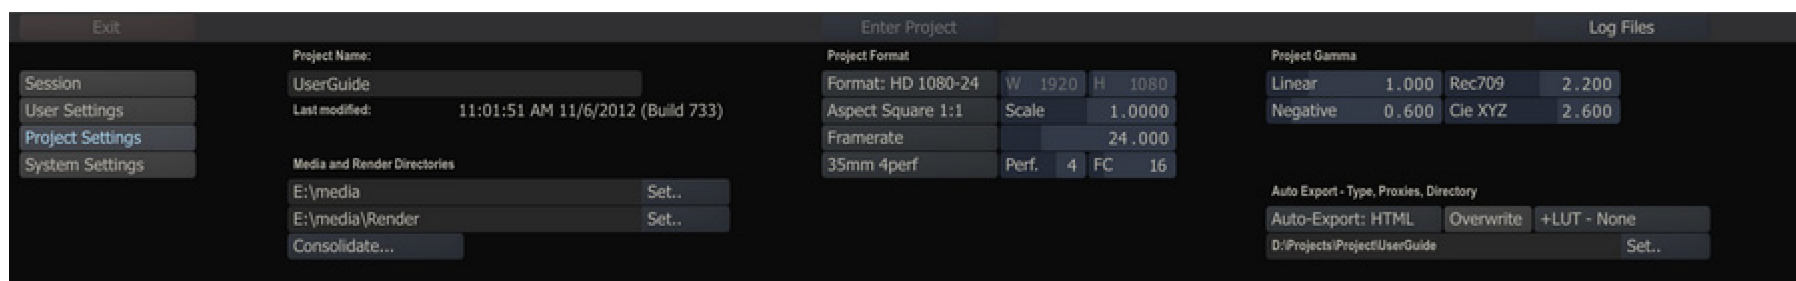 Exit Enter Project Log Files
Project Name: Project Format Project Gamma
Session UserGuide Format: HD 1080-24 W 1920 H 1080 Linear 1.000 Rec709 2.200
User Settings Last modified: 11:01:51 AM 11/6/2012 (Build 733) Aspect Square 1:1 Scale 1.0000 Negative 0.600 Cie XYZ 2.600
Project Settings Framerate 24.000
System Settings Media and Render Directories 35mm 4perf Perf. 4 FC 16
E:\media Set.. Auto Export - Type, Proxies, Directory
E:\media\Render Set.. Auto-Export: HTML Overwrite +LUT - None
Consolidate... D:\Projects\Project\UserGuide Set..